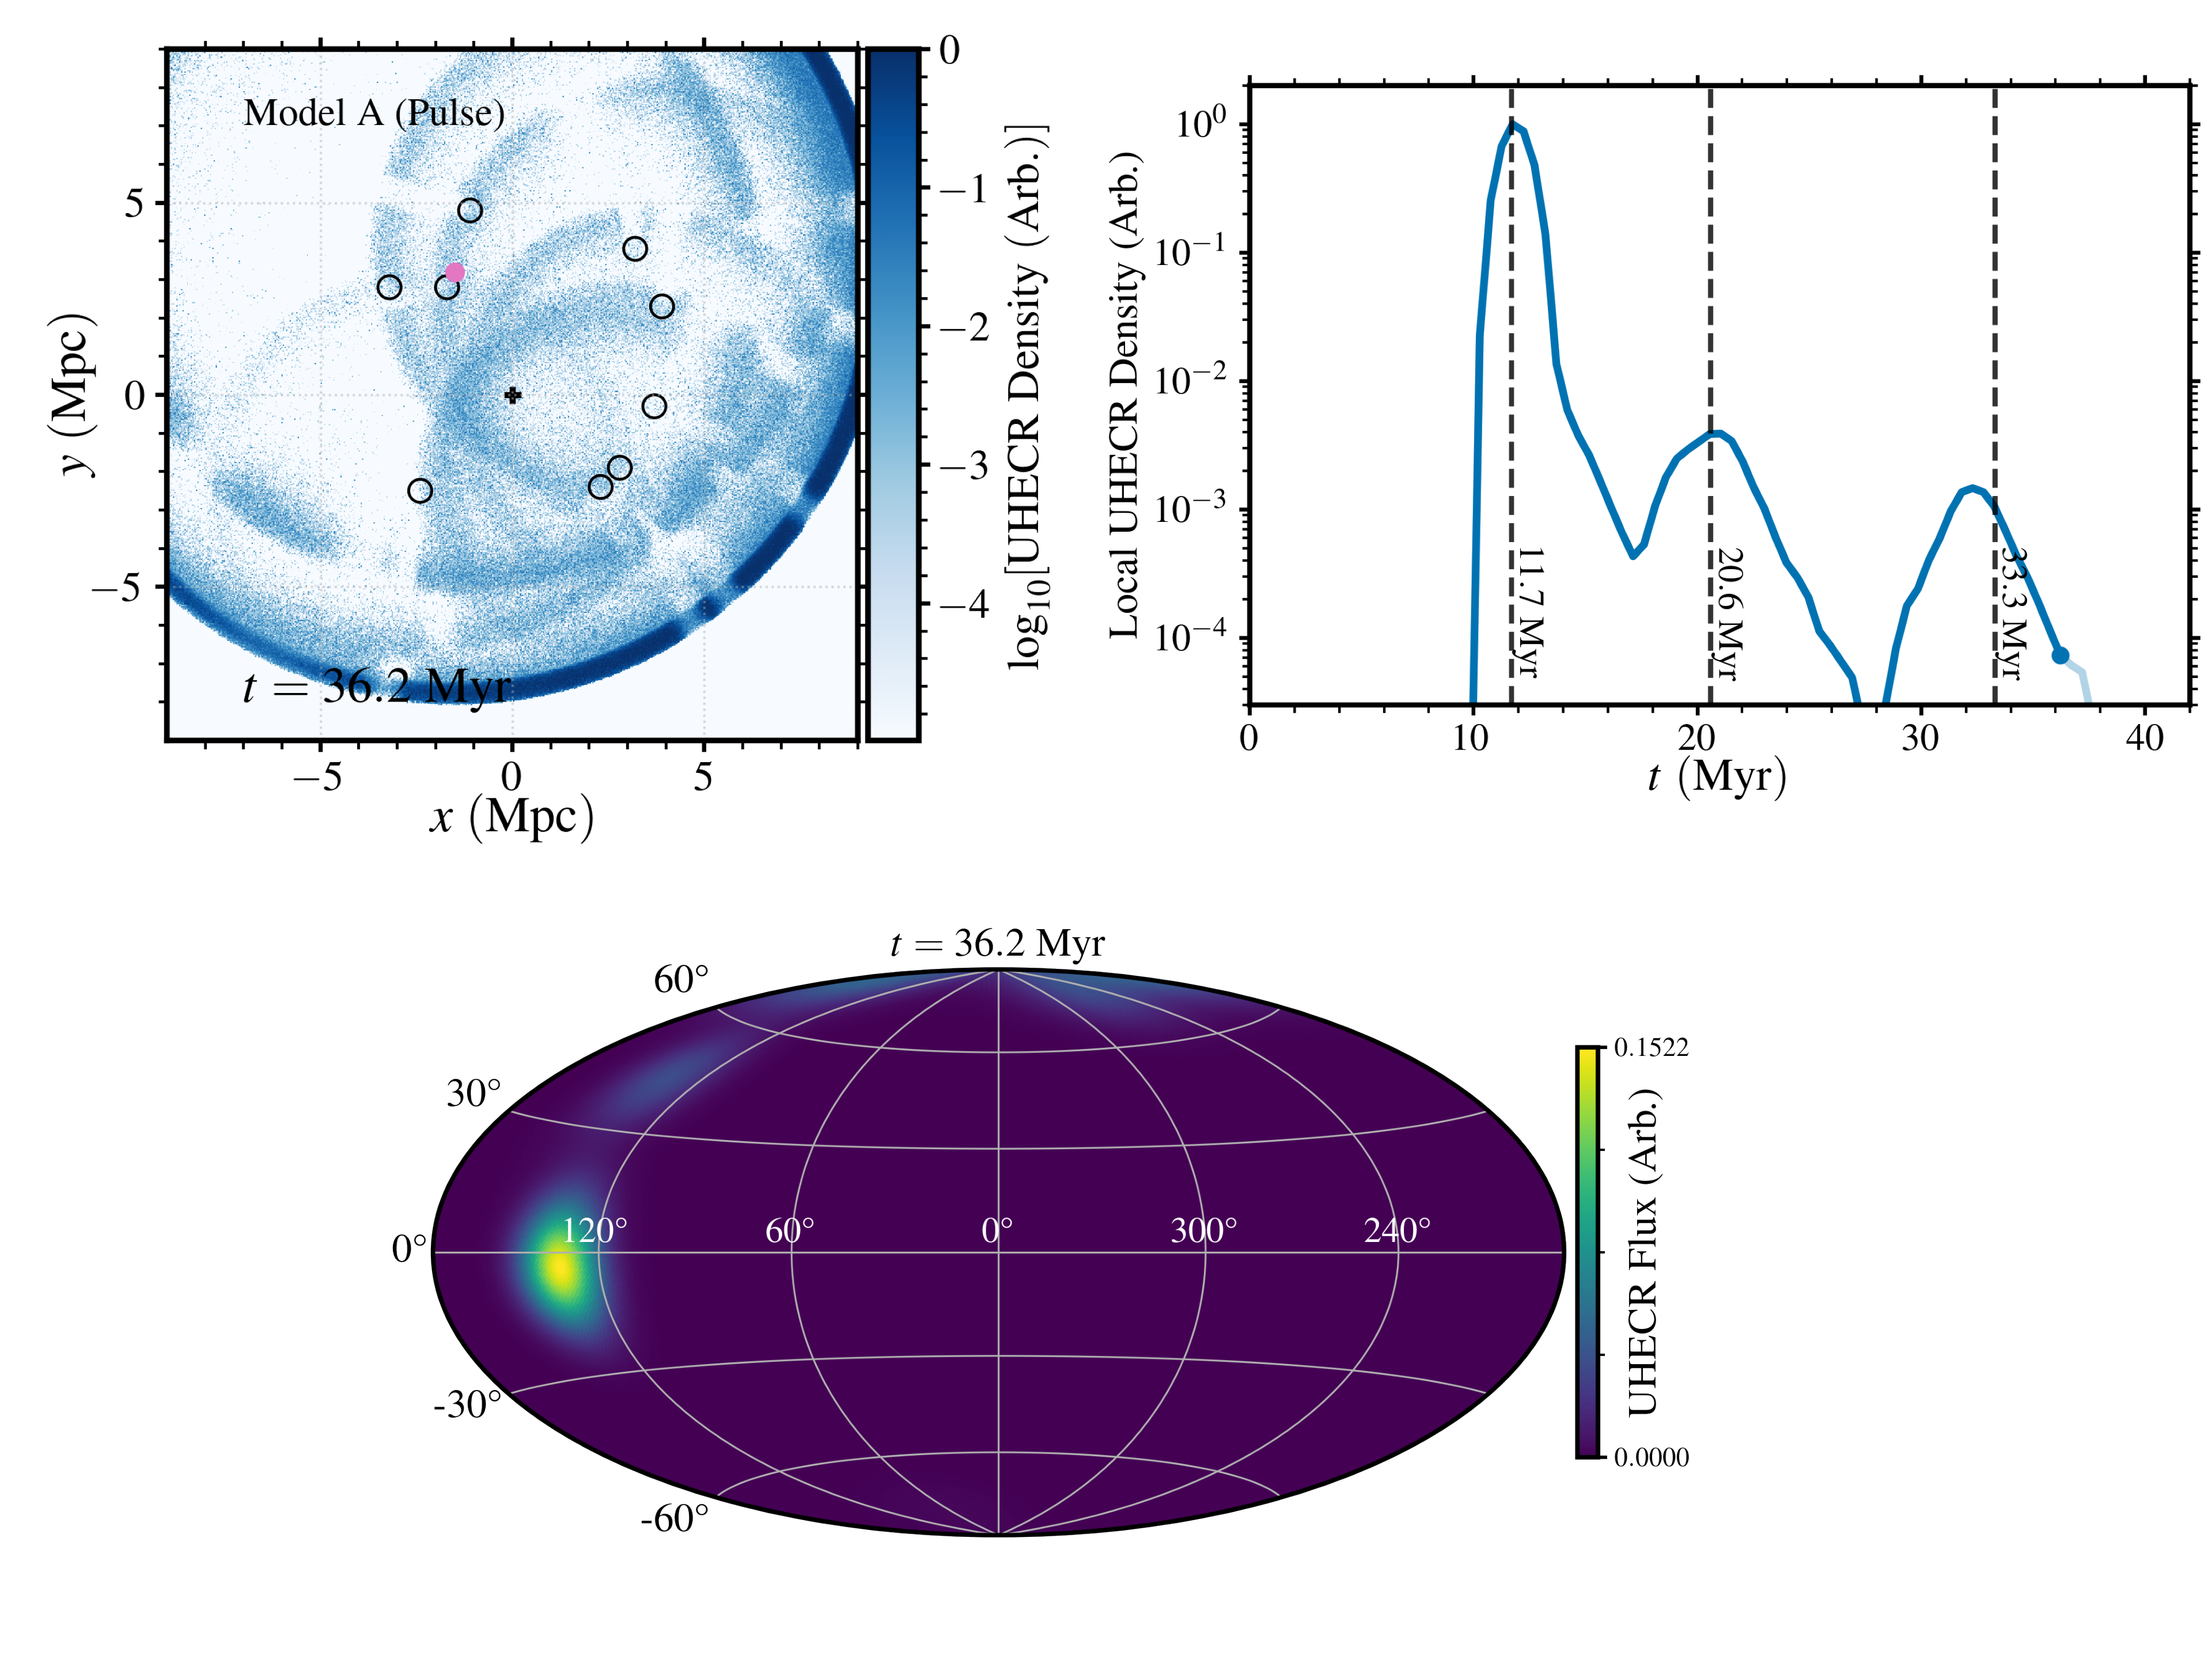 Model A (Pulse)
t = 36.2 Myr
5
0
−5
y (Mpc)
−5
0
5
x (Mpc)
0
−1
−2
−3
−4
log10[UHECR Density (Arb.)]
10^0
10^−1
10^−2
10^−3
10^−4
Local UHECR Density (Arb.)
11.7 Myr
20.6 Myr
33.3 Myr
0
10
20
30
40
t (Myr)
t = 36.2 Myr
60°
30°
0°
-30°
-60°
120°
60°
0°
300°
240°
0.1522
0.0000
UHECR Flux (Arb.)